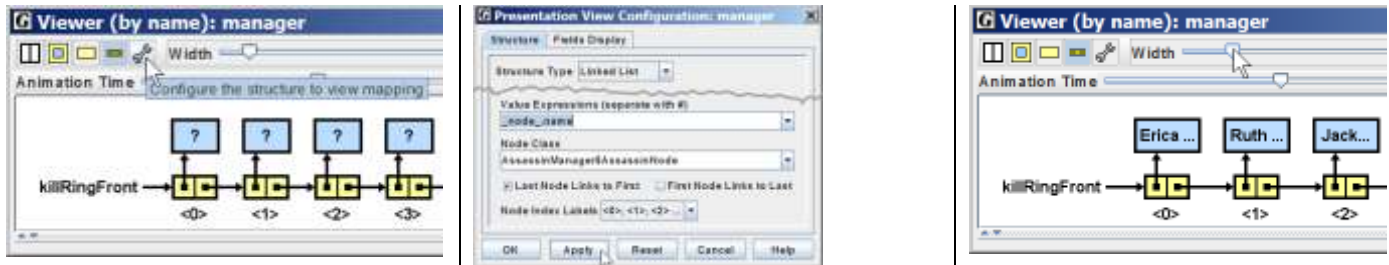 Viewer (by name): manager
Width
Animation Time
Configure the structure to view mapping
? ? ? ?
killRingFront
<0> <1> <2> <3>
Presentation View Configuration: manager
Structure Fields Display
Structure Type Linked List
Value Expressions (seperate with #)
_node_.name
Node Class
AssassinManager$AssassinNode
Last Node Links to First First Node Links to Last
Node Index Labels <0>, <1>, <2> ...
OK Apply Reset Cancel Help
Viewer (by name): manager
Width
Animation Time
Erica ... Ruth ... Jack...
killRingFront
<0> <1> <2>